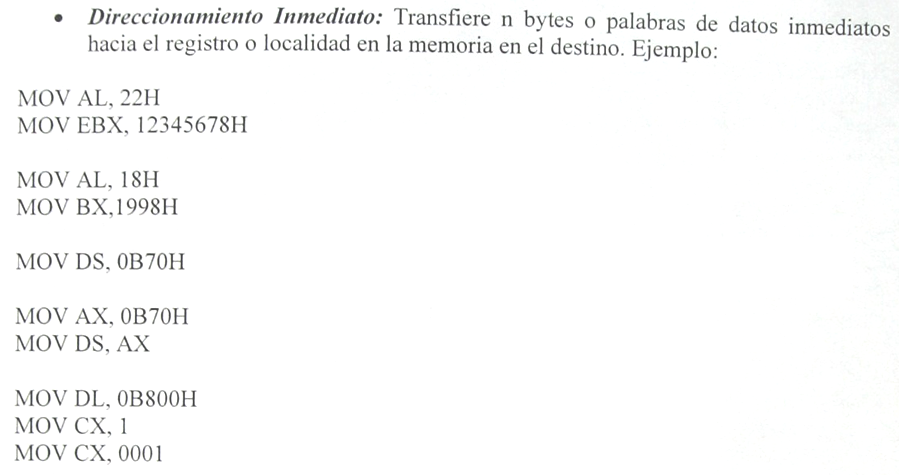 • Direccionamiento Inmediato: Transfiere n bytes o palabras de datos inmediatos
hacia el registro o localidad en la memoria en el destino. Ejemplo:
MOV AL, 22H
MOV EBX, 12345678H
MOV AL, 18H
MOV BX,1998H
MOV DS, 0B70H
MOV AX, 0B70H
MOV DS, AX
MOV DL, 0B800H
MOV CX, 1
MOV CX, 0001